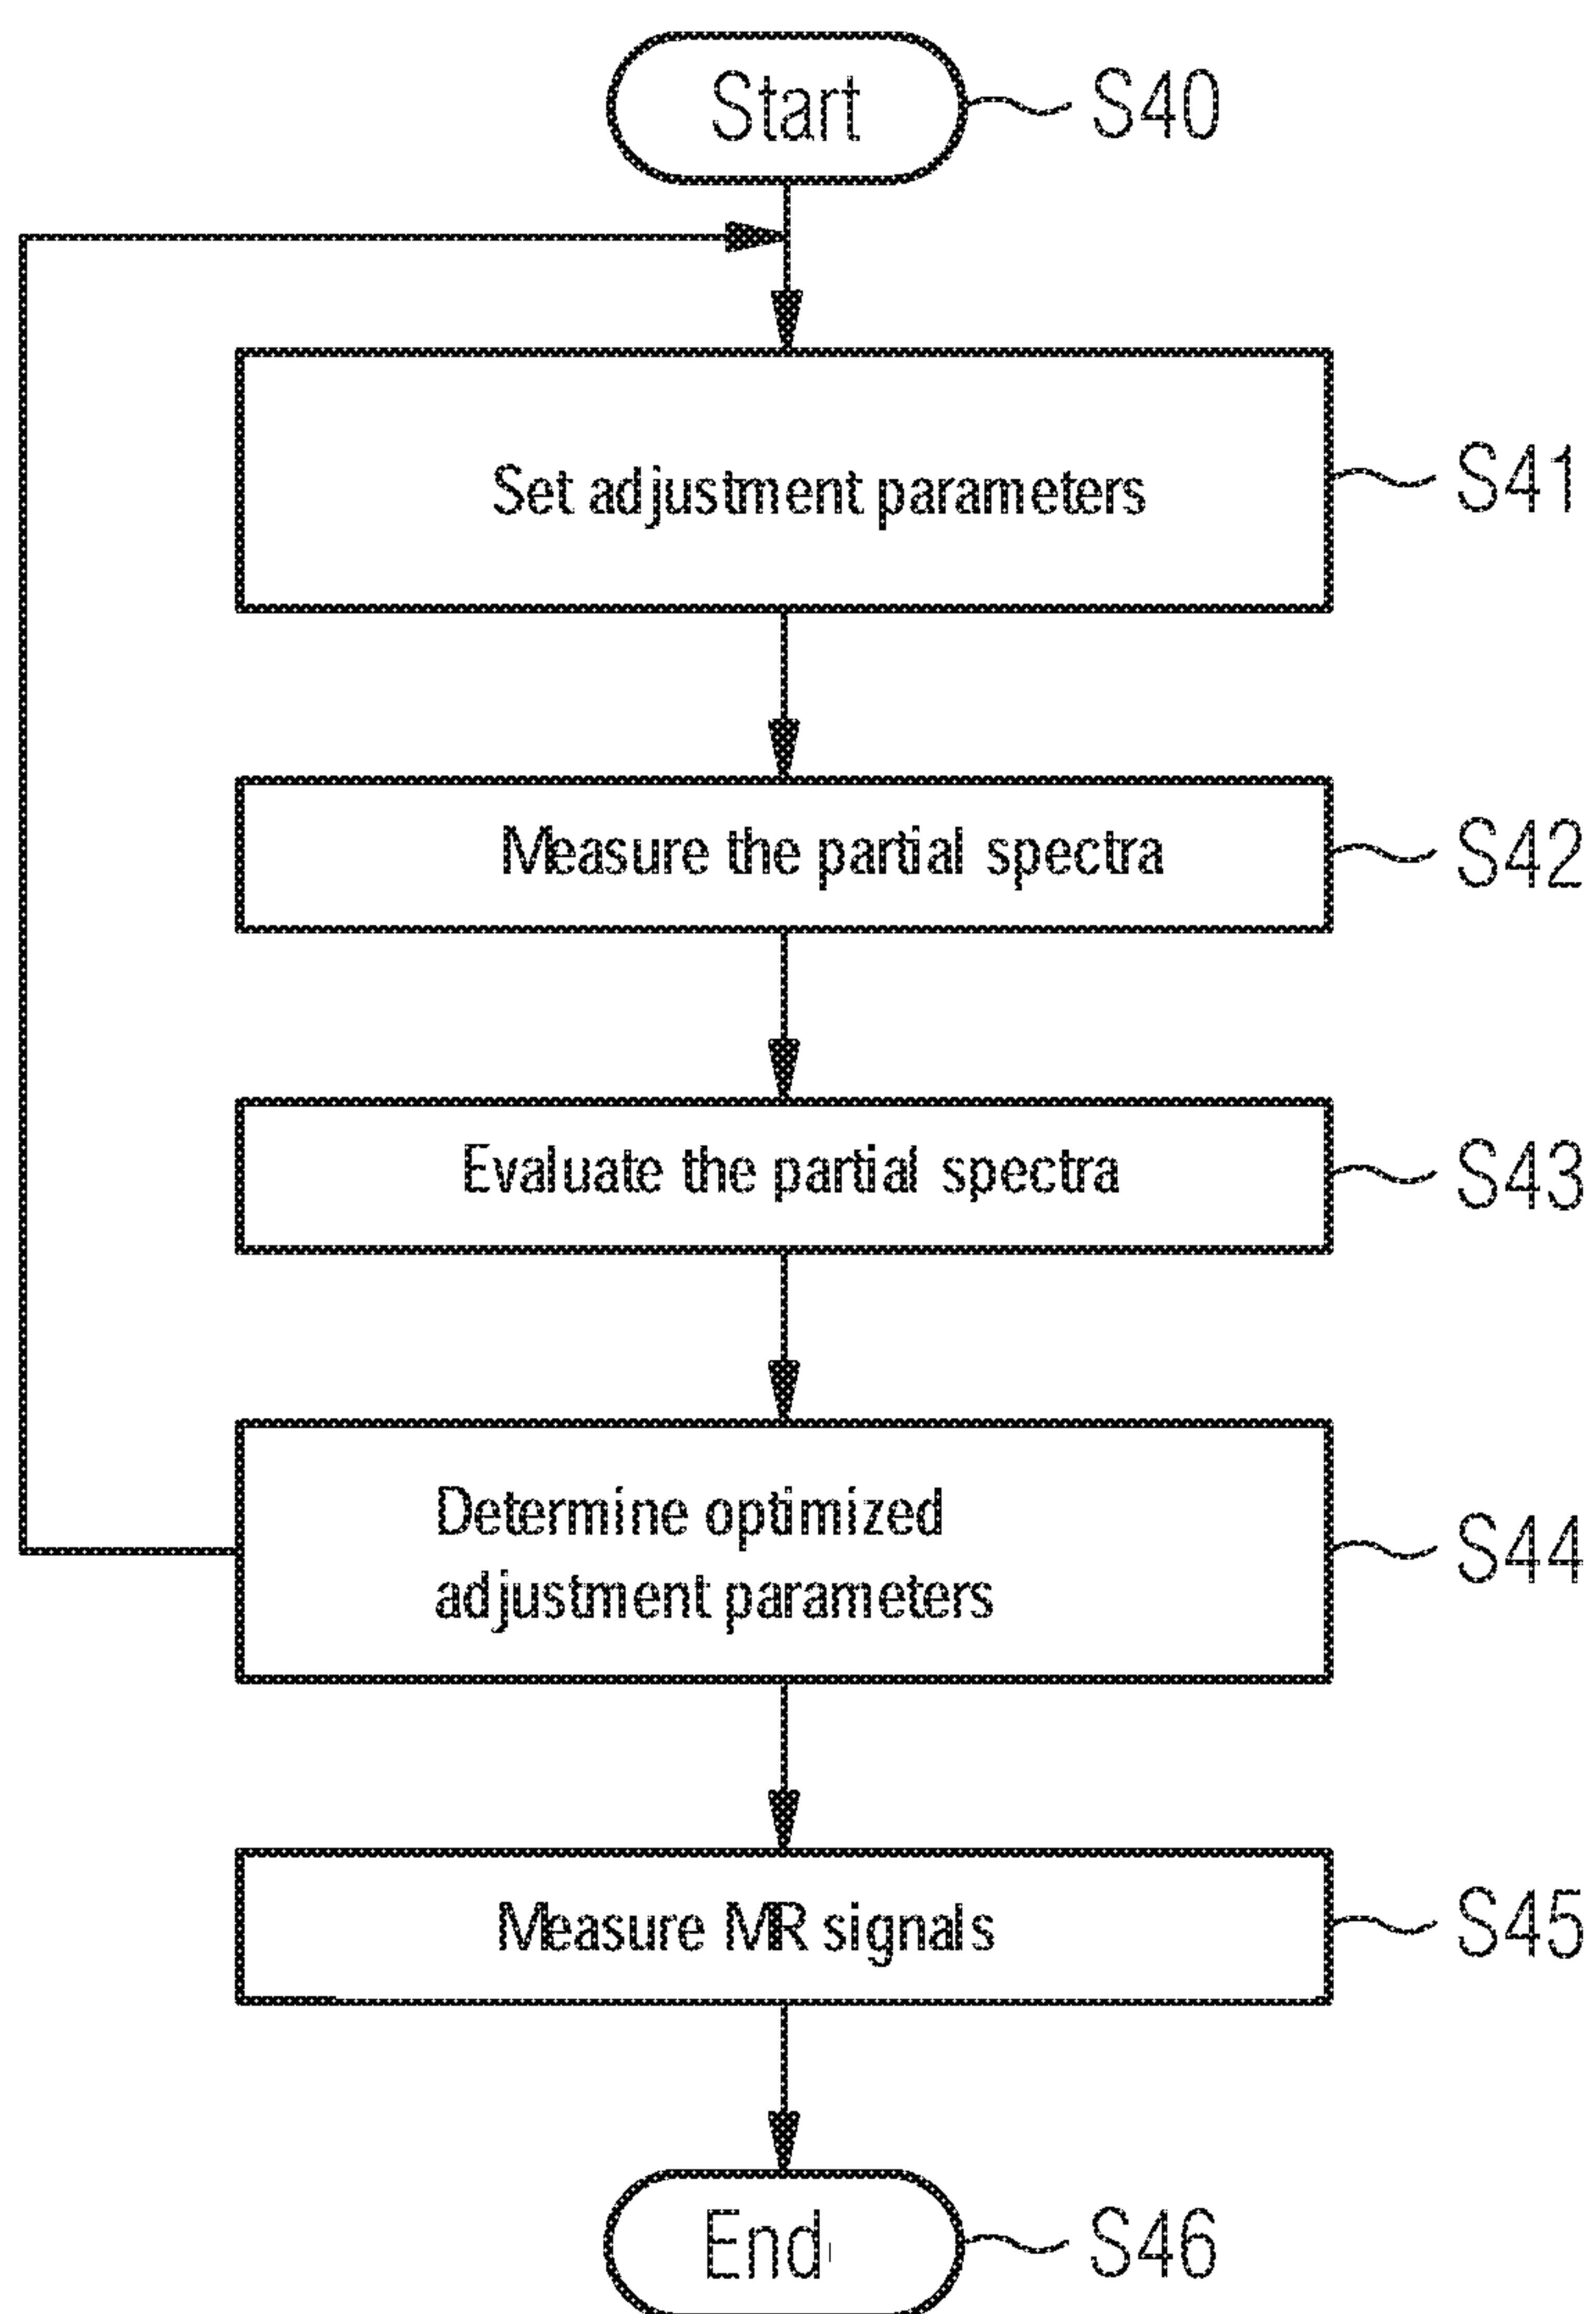 Start
S40
Set adjustment parameters
S41
Measure the partial spectra
S42
Evaluate the partial spectra
S43
Determine optimized
adjustment parameters
S44
Measure MR signals
S45
End
S46